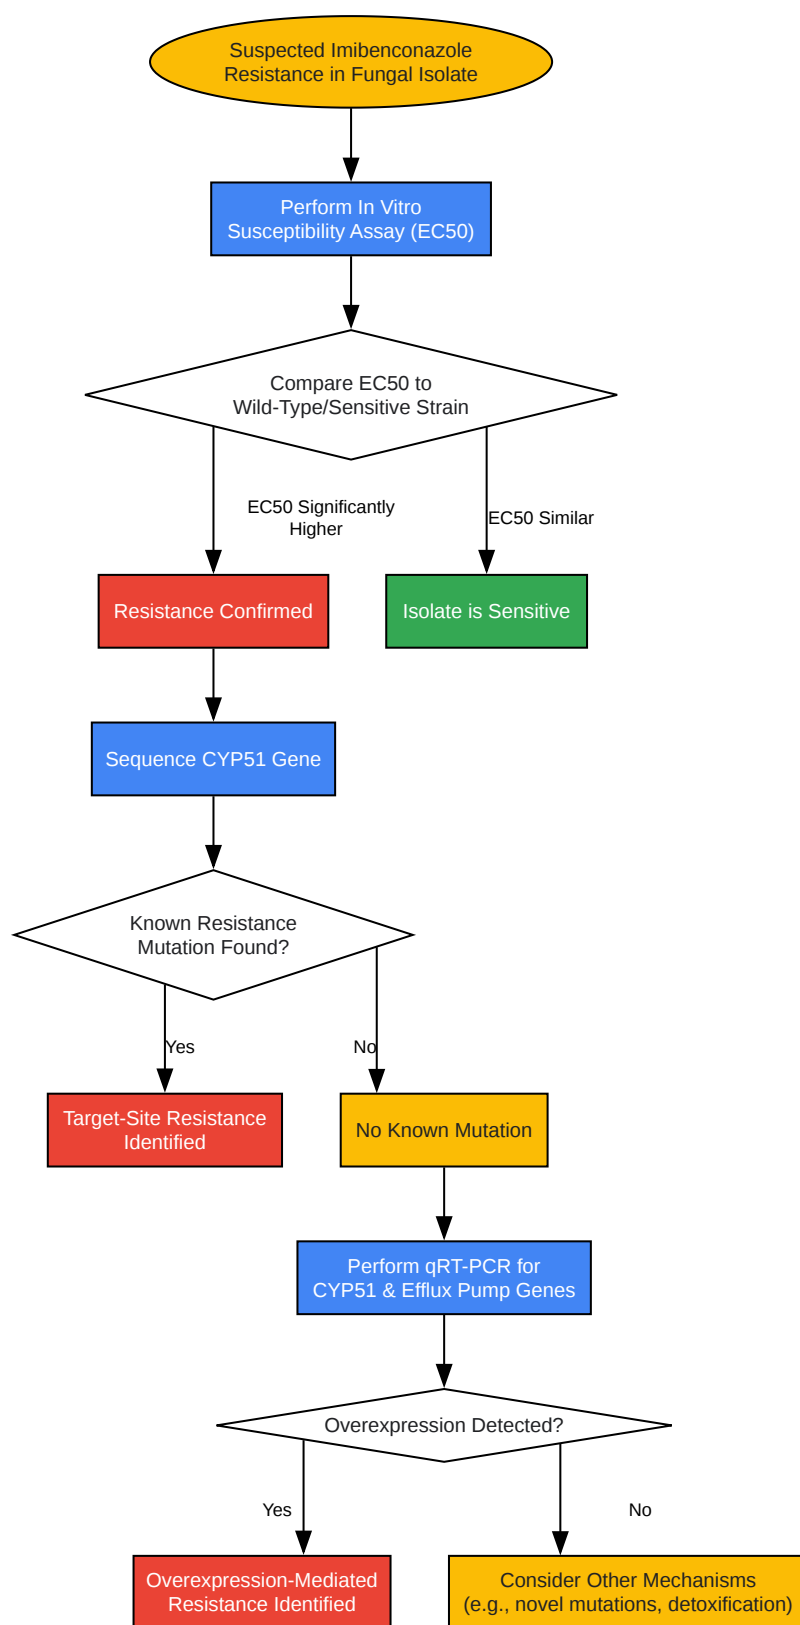 Suspected Imibenconazole
Resistance in Fungal Isolate
Perform In Vitro
Susceptibility Assay (EC50)
Compare EC50 to
Wild-Type/Sensitive Strain
EC50 Significantly
Higher
EC50 Similar
Resistance Confirmed
Isolate is Sensitive
Sequence CYP51 Gene
Known Resistance
Mutation Found?
Yes
No
Target-Site Resistance
Identified
No Known Mutation
Perform qRT-PCR for
CYP51 & Efflux Pump Genes
Overexpression Detected?
Yes
No
Overexpression-Mediated
Resistance Identified
Consider Other Mechanisms
(e.g., novel mutations, detoxification)